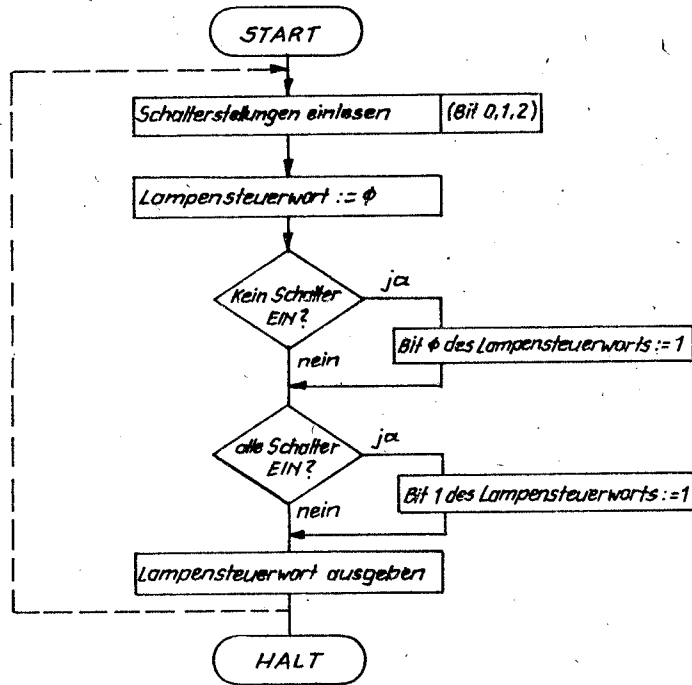 START
Schalterstellungen einlesen (Bit 0,1,2)
Lampensteuerwort := ϕ
Kein Schalter
EIN?
ja
Bit ϕ des Lampensteuerworts := 1
nein
alle Schalter
EIN?
ja
Bit 1 des Lampensteuerworts := 1
nein
Lampensteuerwort ausgeben
HALT